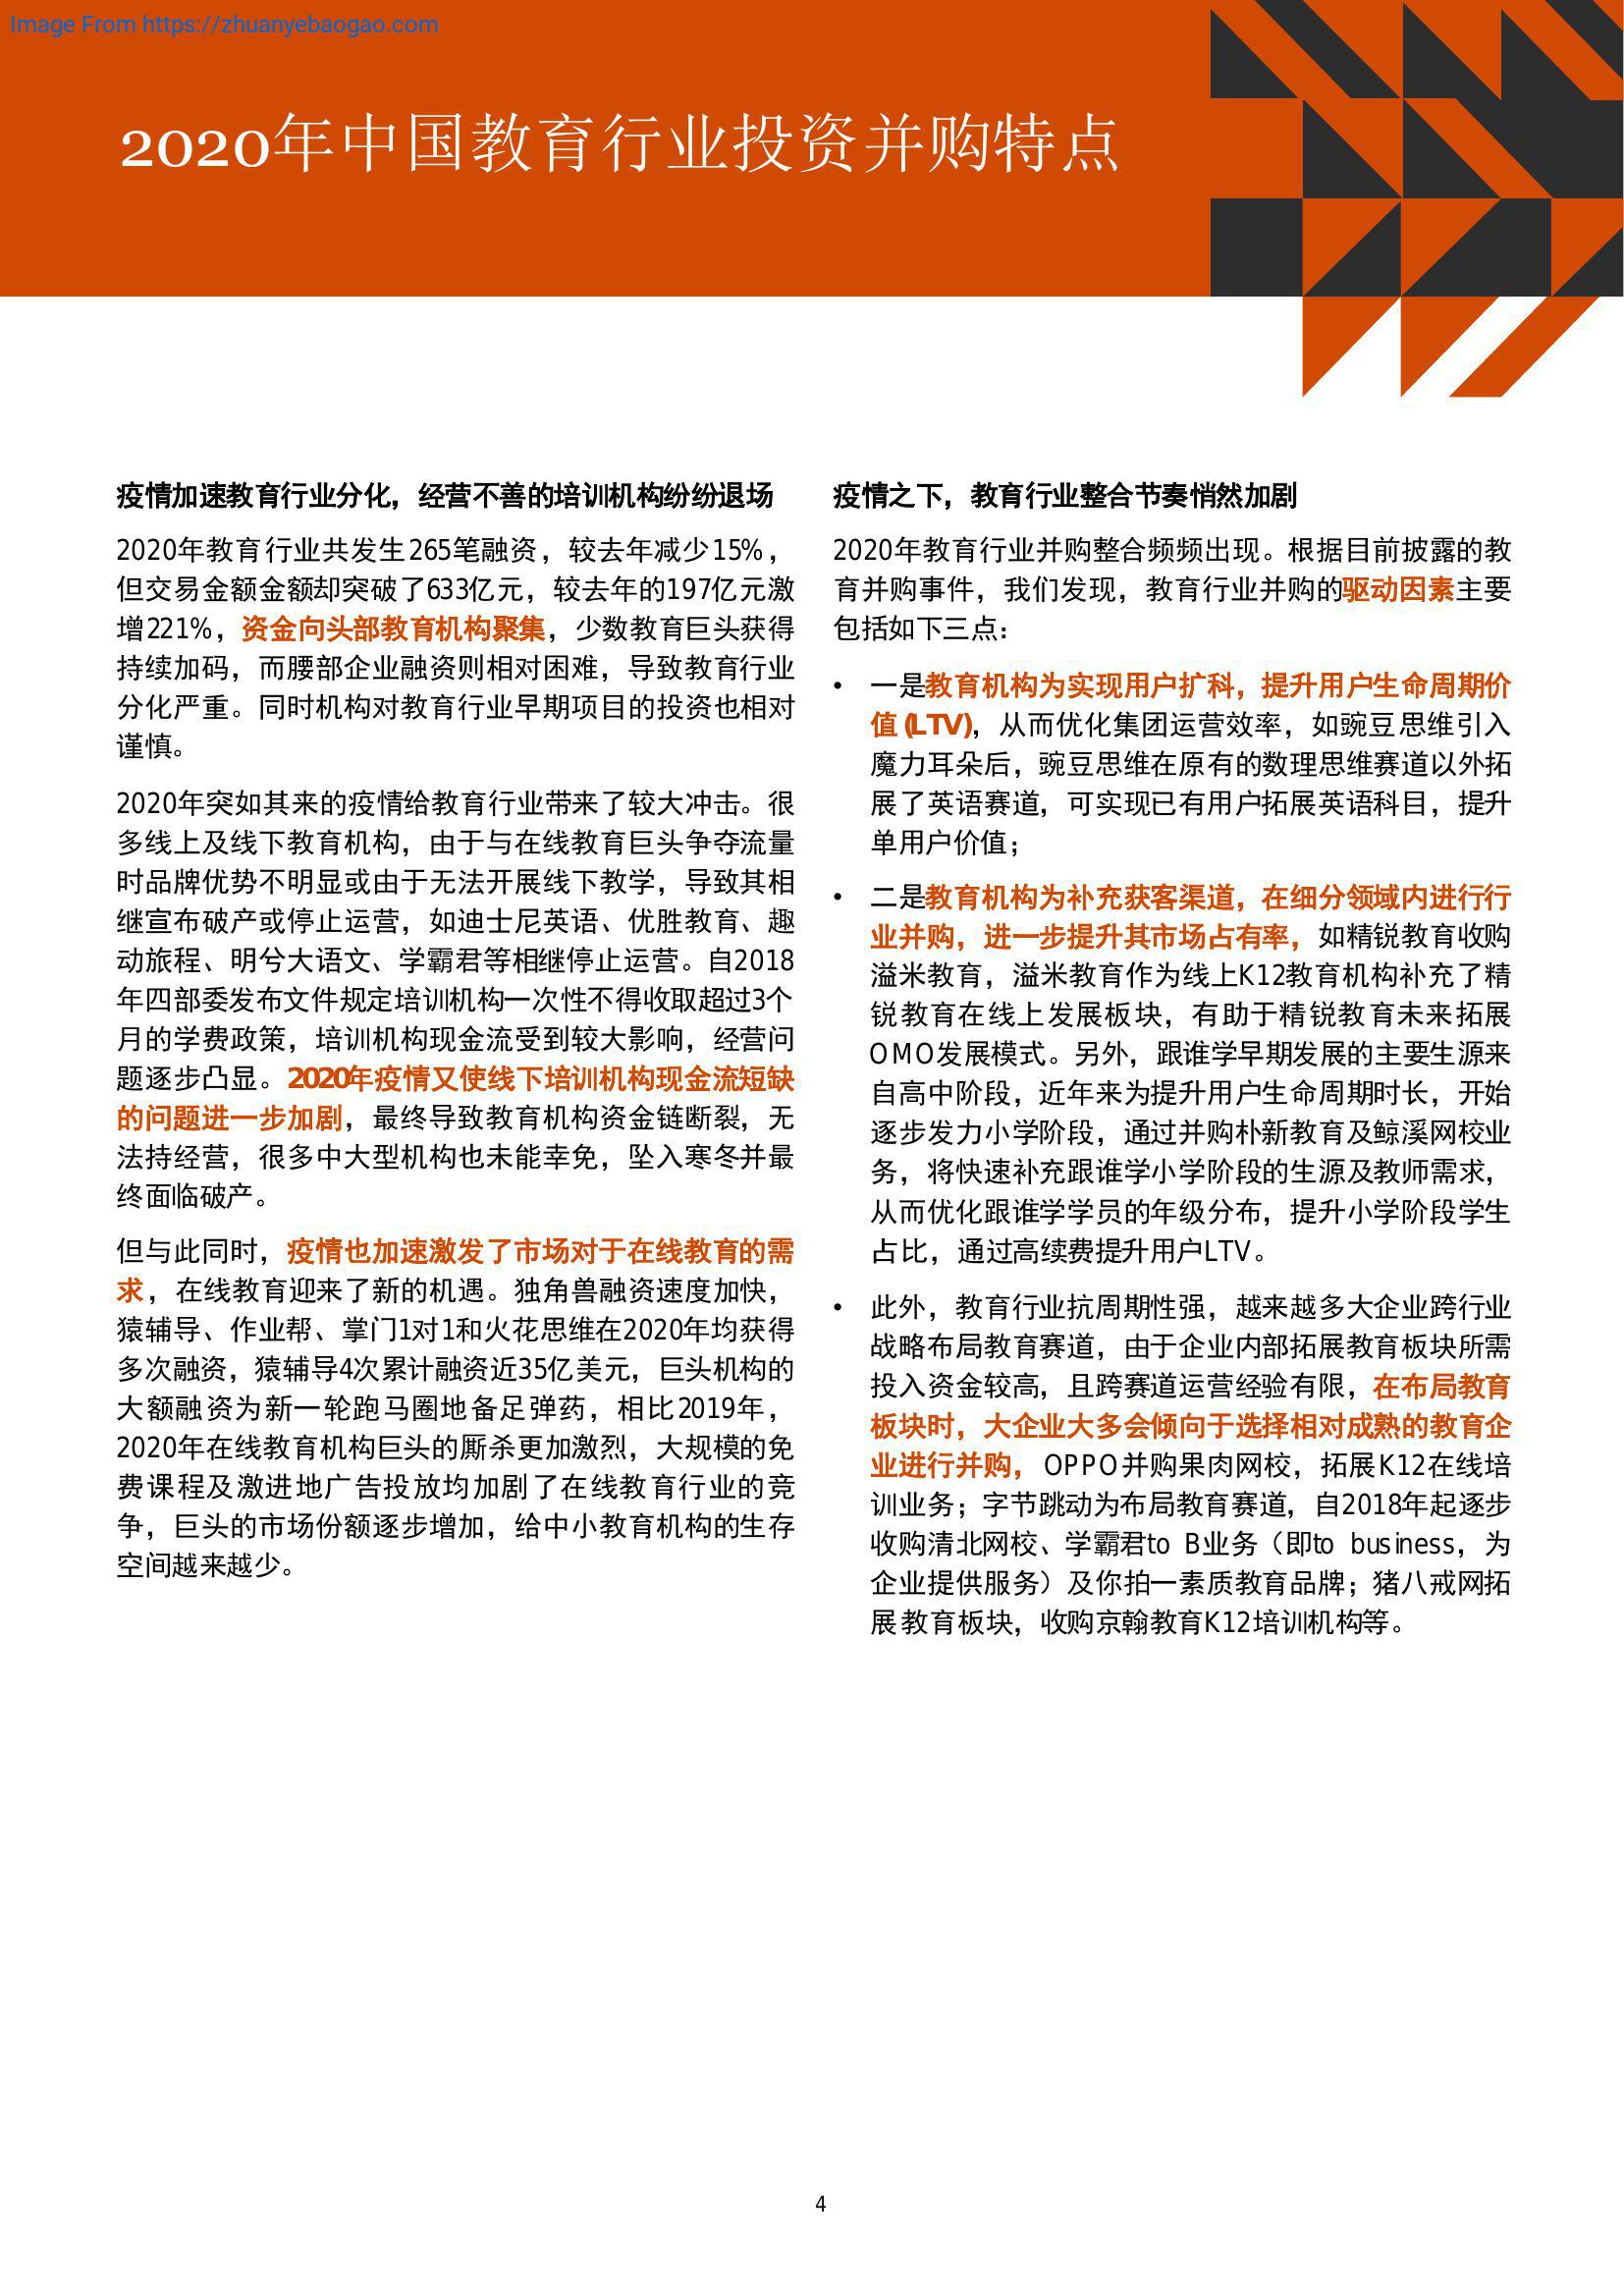 Image From https://zhuanyebaogao.com
2020年中国教育行业投资并购特点
疫情加速教育行业分化，经营不善的培训机构纷纷退场
2020年教育行业共发生265笔融资，较去年减少15%，
但交易金额金额却突破了633亿元，较去年的197亿元激
增221%，资金向头部教育机构聚集，少数教育巨头获得
持续加码，而腰部企业融资则相对困难，导致教育行业
分化严重。同时机构对教育行业早期项目的投资也相对
谨慎。
2020年突如其来的疫情给教育行业带来了较大冲击。很
多线上及线下教育机构，由于与在线教育巨头争夺流量
时品牌优势不明显或由于无法开展线下教学，导致其相
继宣布破产或停止运营，如迪士尼英语、优胜教育、趣
动旅程、明兮大语文、学霸君等相继停止运营。自2018
年四部委发布文件规定培训机构一次性不得收取超过3个
月的学费政策，培训机构现金流受到较大影响，经营问
题逐步凸显。2020年疫情又使线下培训机构现金流短缺
的问题进一步加剧，最终导致教育机构资金链断裂，无
法持经营，很多中大型机构也未能幸免，坠入寒冬并最
终面临破产。
但与此同时，疫情也加速激发了市场对于在线教育的需
求，在线教育迎来了新的机遇。独角兽融资速度加快，
猿辅导、作业帮、掌门1对1和火花思维在2020年均获得
多次融资，猿辅导4次累计融资近35亿美元，巨头机构的
大额融资为新一轮跑马圈地备足弹药，相比2019年，
2020年在线教育机构巨头的厮杀更加激烈，大规模的免
费课程及激进地广告投放均加剧了在线教育行业的竞
争，巨头的市场份额逐步增加，给中小教育机构的生存
空间越来越少。
疫情之下，教育行业整合节奏悄然加剧
2020年教育行业并购整合频频出现。根据目前披露的教
育并购事件，我们发现，教育行业并购的驱动因素主要
包括如下三点：
• 一是教育机构为实现用户扩科，提升用户生命周期价
值(LTV)，从而优化集团运营效率，如豌豆思维引入
魔力耳朵后，豌豆思维在原有的数理思维赛道以外拓
展了英语赛道，可实现已有用户拓展英语科目，提升
单用户价值；
• 二是教育机构为补充获客渠道，在细分领域内进行行
业并购，进一步提升其市场占有率，如精锐教育收购
溢米教育，溢米教育作为线上K12教育机构补充了精
锐教育在线上发展板块，有助于精锐教育未来拓展
OMO发展模式。另外，跟谁学早期发展的主要生源来
自高中阶段，近年来为提升用户生命周期时长，开始
逐步发力小学阶段，通过并购朴新教育及鲸溪网校业
务，将快速补充跟谁学小学阶段的生源及教师需求，
从而优化跟谁学学员的年级分布，提升小学阶段学生
占比，通过高续费提升用户LTV。
• 此外，教育行业抗周期性强，越来越多大企业跨行业
战略布局教育赛道，由于企业内部拓展教育板块所需
投入资金较高，且跨赛道运营经验有限，在布局教育
板块时，大企业大多会倾向于选择相对成熟的教育企
业进行并购，OPPO并购果肉网校，拓展K12在线培
训业务；字节跳动为布局教育赛道，自2018年起逐步
收购清北网校、学霸君to B业务（即to business，为
企业提供服务）及你拍一素质教育品牌；猪八戒网拓
展教育板块，收购京翰教育K12培训机构等。
4